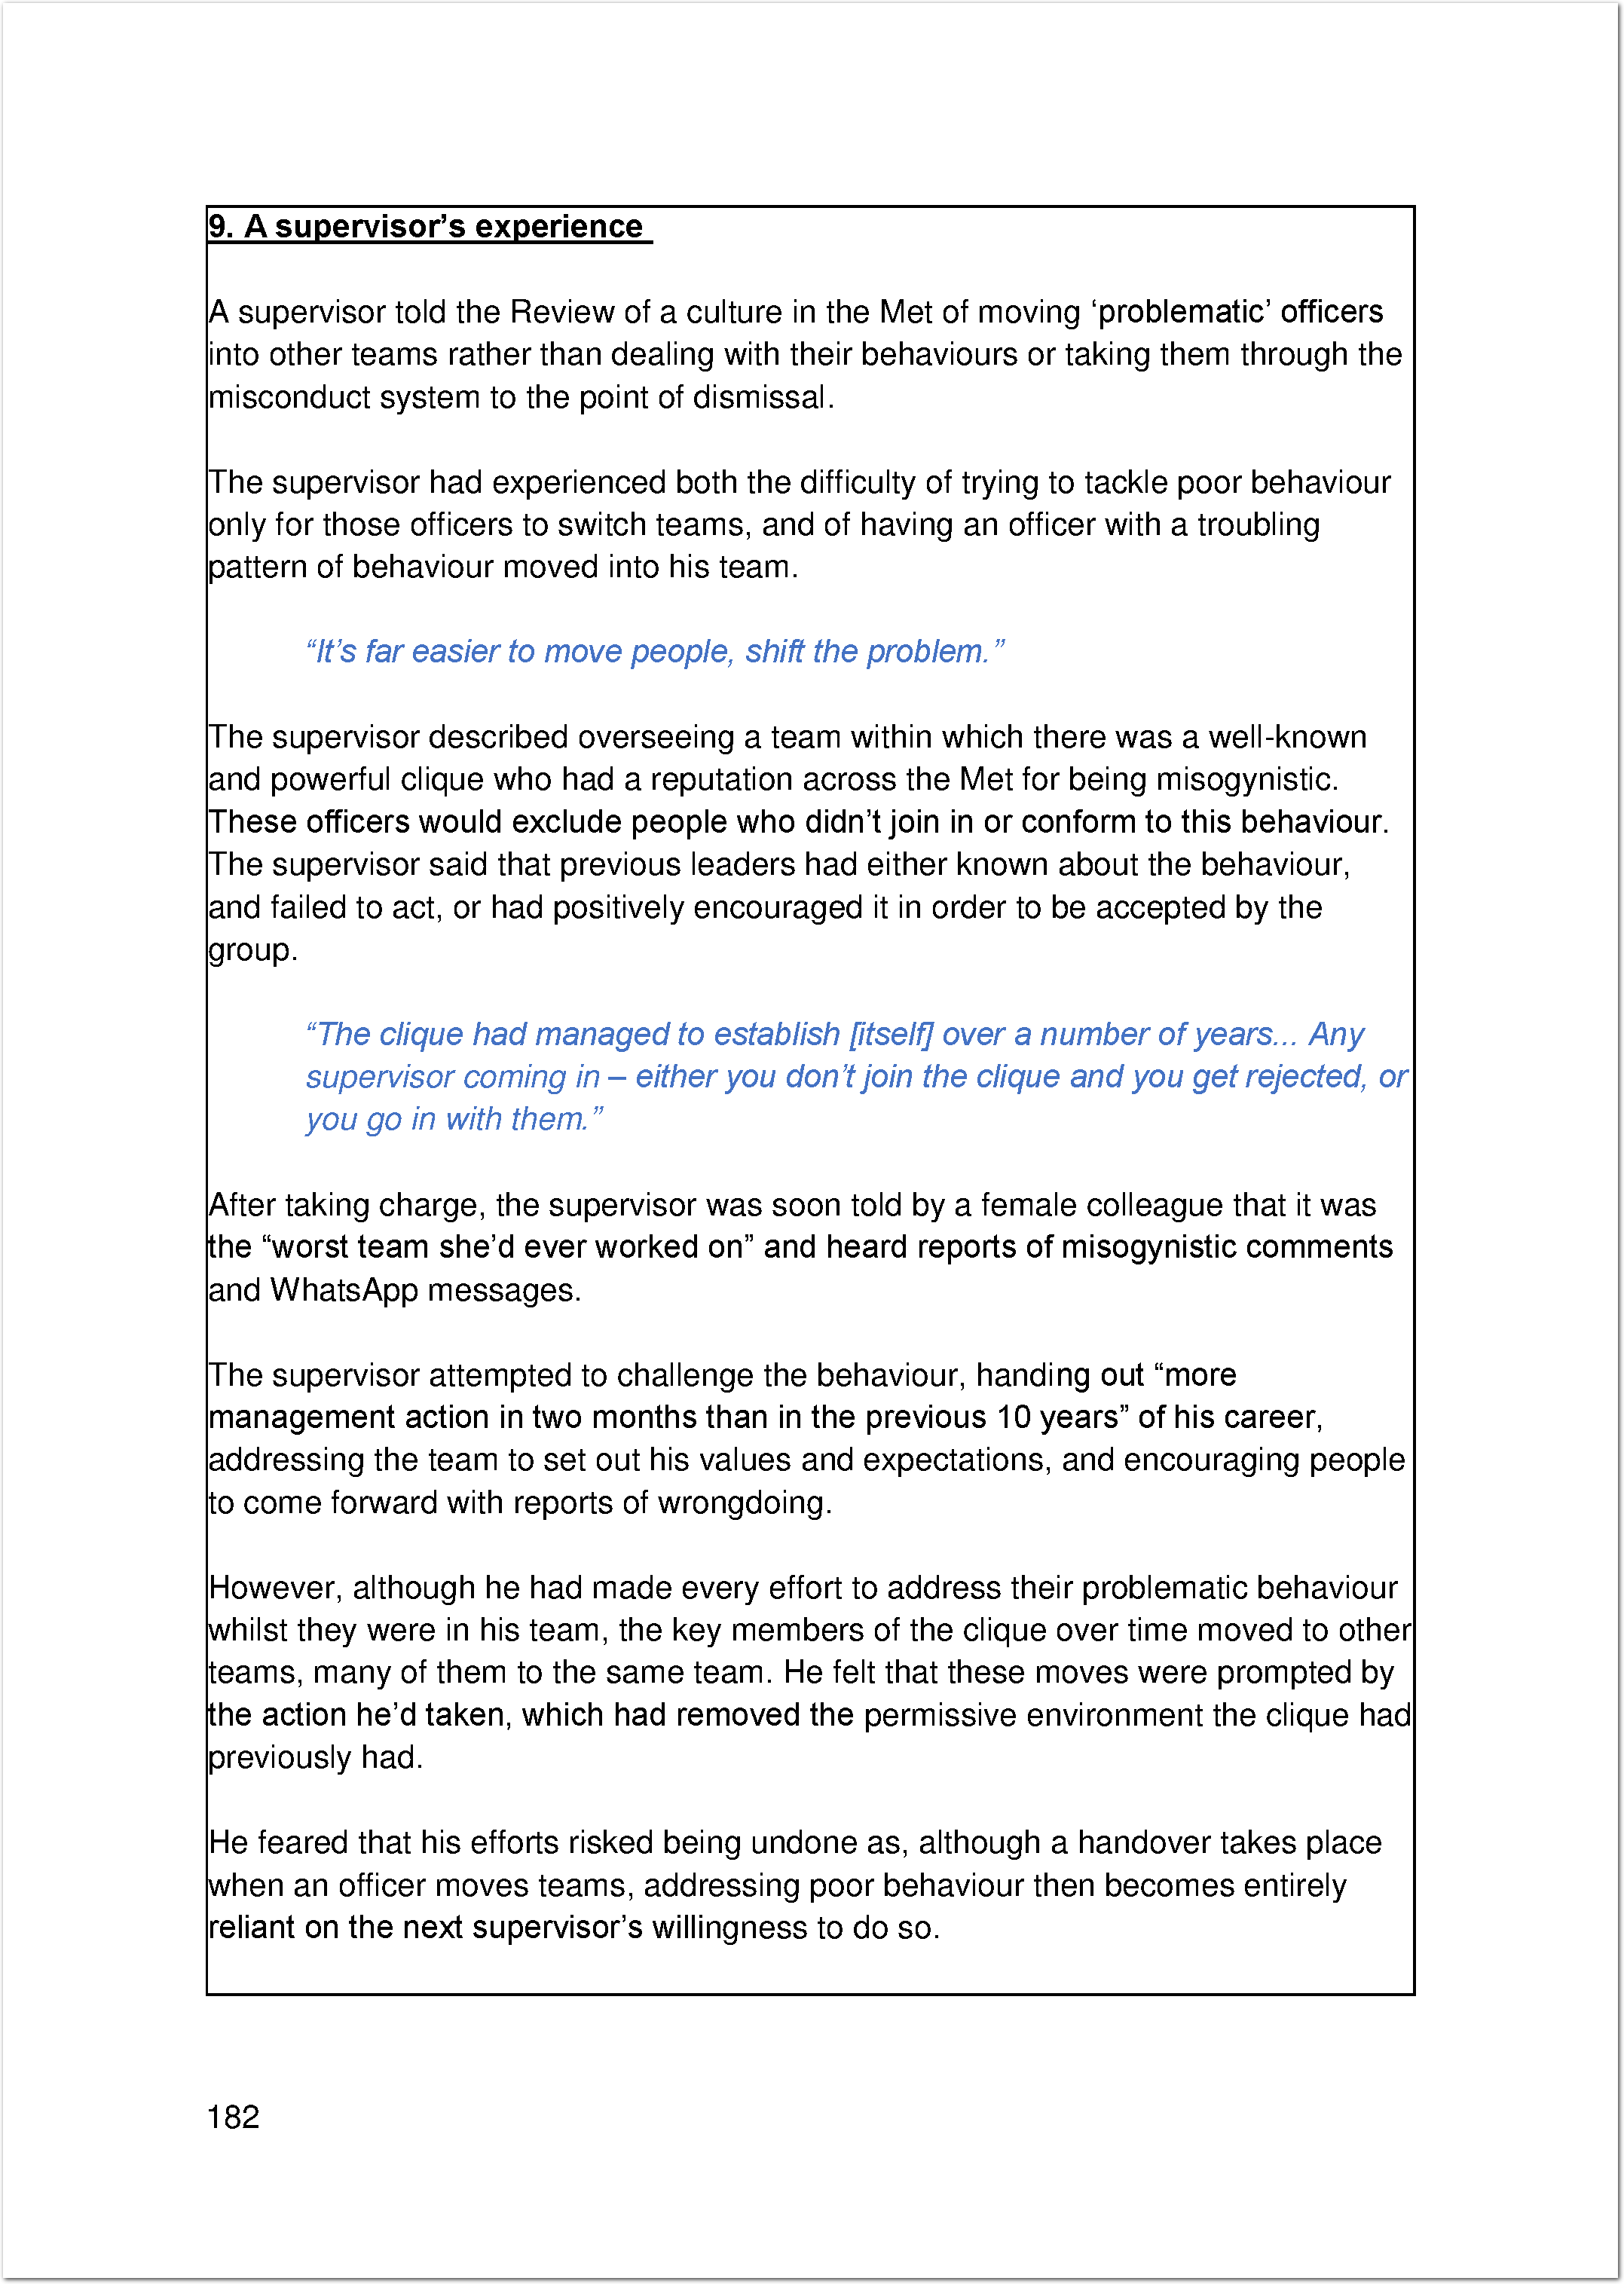 9. A supervisor’s experience
A supervisor told the Review of a culture in the Met of moving ‘problematic’ officers
into other teams rather than dealing with their behaviours or taking them through the
misconduct system to the point of dismissal.
The supervisor had experienced both the difficulty of trying to tackle poor behaviour
only for those officers to switch teams, and of having an officer with a troubling
pattern of behaviour moved into his team.
“It’s far easier to move people, shift the problem.”
The supervisor described overseeing a team within which there was a well-known
and powerful clique who had a reputation across the Met for being misogynistic.
These officers would exclude people who didn’t join in or conform to this behaviour.
The supervisor said that previous leaders had either known about the behaviour,
and failed to act, or had positively encouraged it in order to be accepted by the
group.
“The clique had managed to establish [itself] over a number of years... Any
supervisor coming in – either you don’t join the clique and you get rejected, or
you go in with them.”
After taking charge, the supervisor was soon told by a female colleague that it was
the “worst team she’d ever worked on” and heard reports of misogynistic comments
and WhatsApp messages.
The supervisor attempted to challenge the behaviour, handing out “more
management action in two months than in the previous 10 years” of his career,
addressing the team to set out his values and expectations, and encouraging people
to come forward with reports of wrongdoing.
However, although he had made every effort to address their problematic behaviour
whilst they were in his team, the key members of the clique over time moved to other
teams, many of them to the same team. He felt that these moves were prompted by
the action he’d taken, which had removed the permissive environment the clique had
previously had.
He feared that his efforts risked being undone as, although a handover takes place
when an officer moves teams, addressing poor behaviour then becomes entirely
reliant on the next supervisor’s willingness to do so.
182